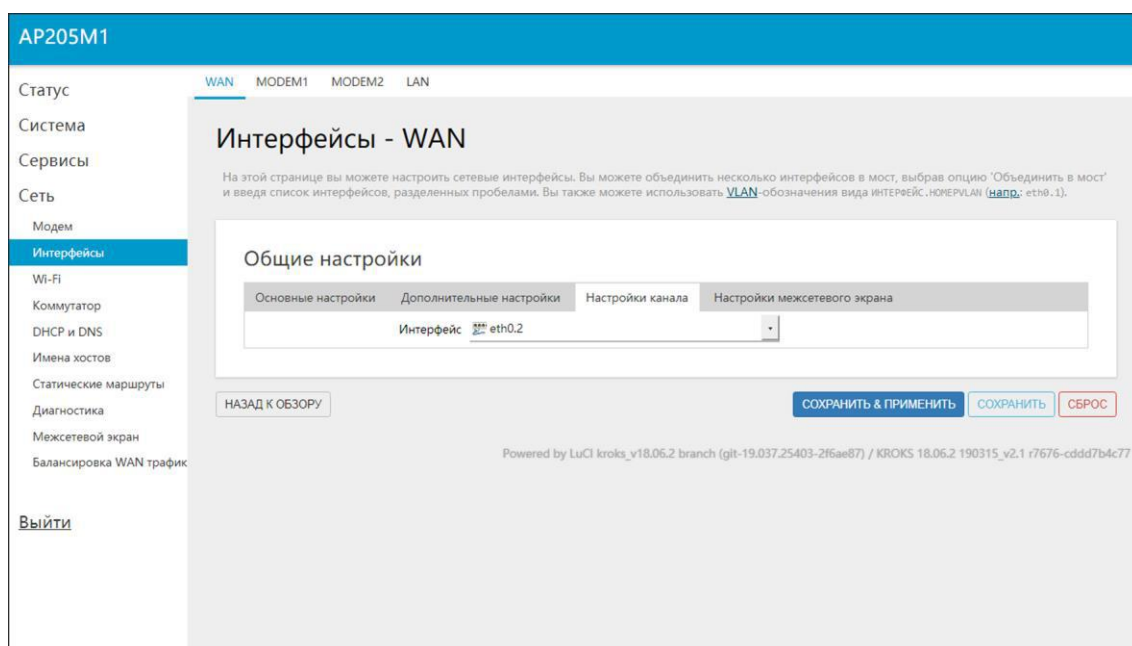 AP205M1
Статус
Система
Сервисы
Сеть
Модем
Интерфейсы
Wi-Fi
Коммутатор
DHCP и DNS
Имена хостов
Статические маршруты
Диагностика
Межсетевой экран
Балансировка WAN трафик
Выйти
WAN MODEM1 MODEM2 LAN
Интерфейсы - WAN
На этой странице вы можете настроить сетевые интерфейсы. Вы можете объединить несколько интерфейсов в мост, выбрав опцию 'Объединить в мост'
и введя список интерфейсов, разделенных пробелами. Вы также можете использовать VLAN-обозначения вида ИНТЕРФЕЙС.НОМЕРVLAN (напр.: eth0.1).
Общие настройки
Основные настройки Дополнительные настройки Настройки канала Настройки межсетевого экрана
Интерфейс eth0.2
НАЗАД К ОБЗОРУ СОХРАНИТЬ & ПРИМЕНИТЬ СОХРАНИТЬ СБРОС
Powered by LuCI kroks_v18.06.2 branch (git-19.037.25403-2f6ae87) / KROKS 18.06.2 190315_v2.1 r7676-cddd7b4c77